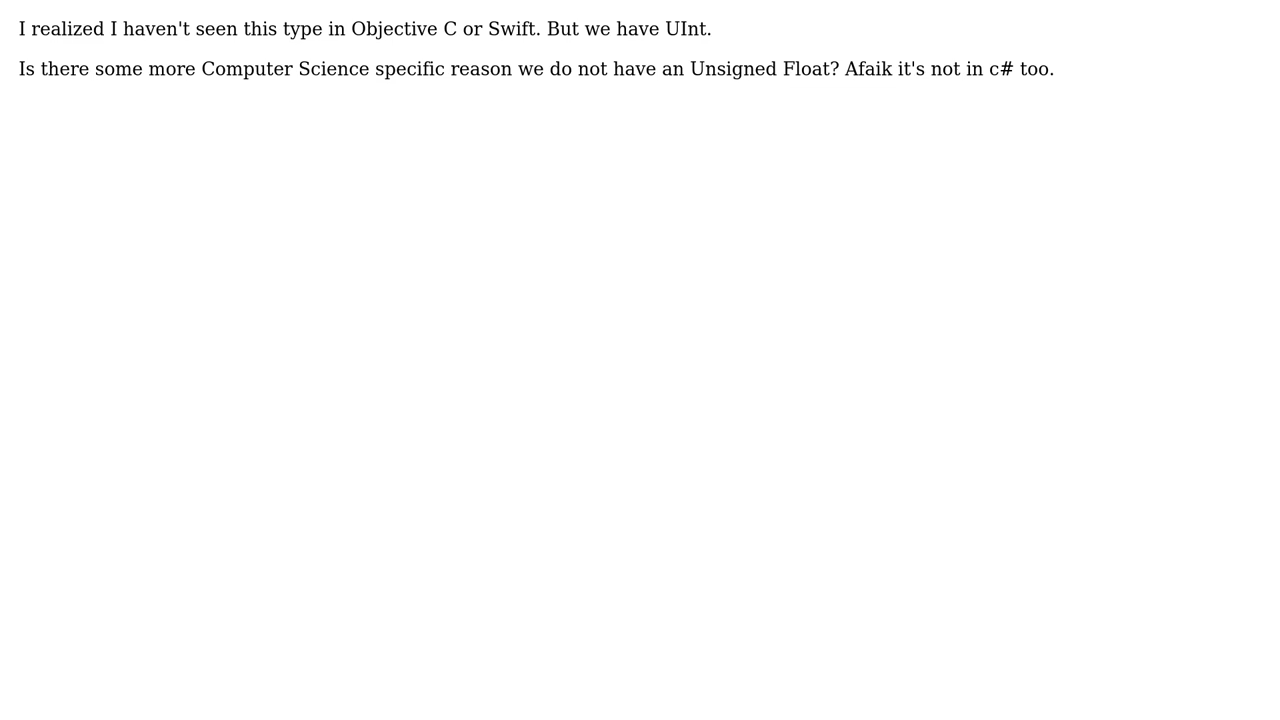 I realized I haven't seen this type in Objective C or Swift. But we have UInt.
Is there some more Computer Science specific reason we do not have an Unsigned Float? Afaik it's not in c# too.